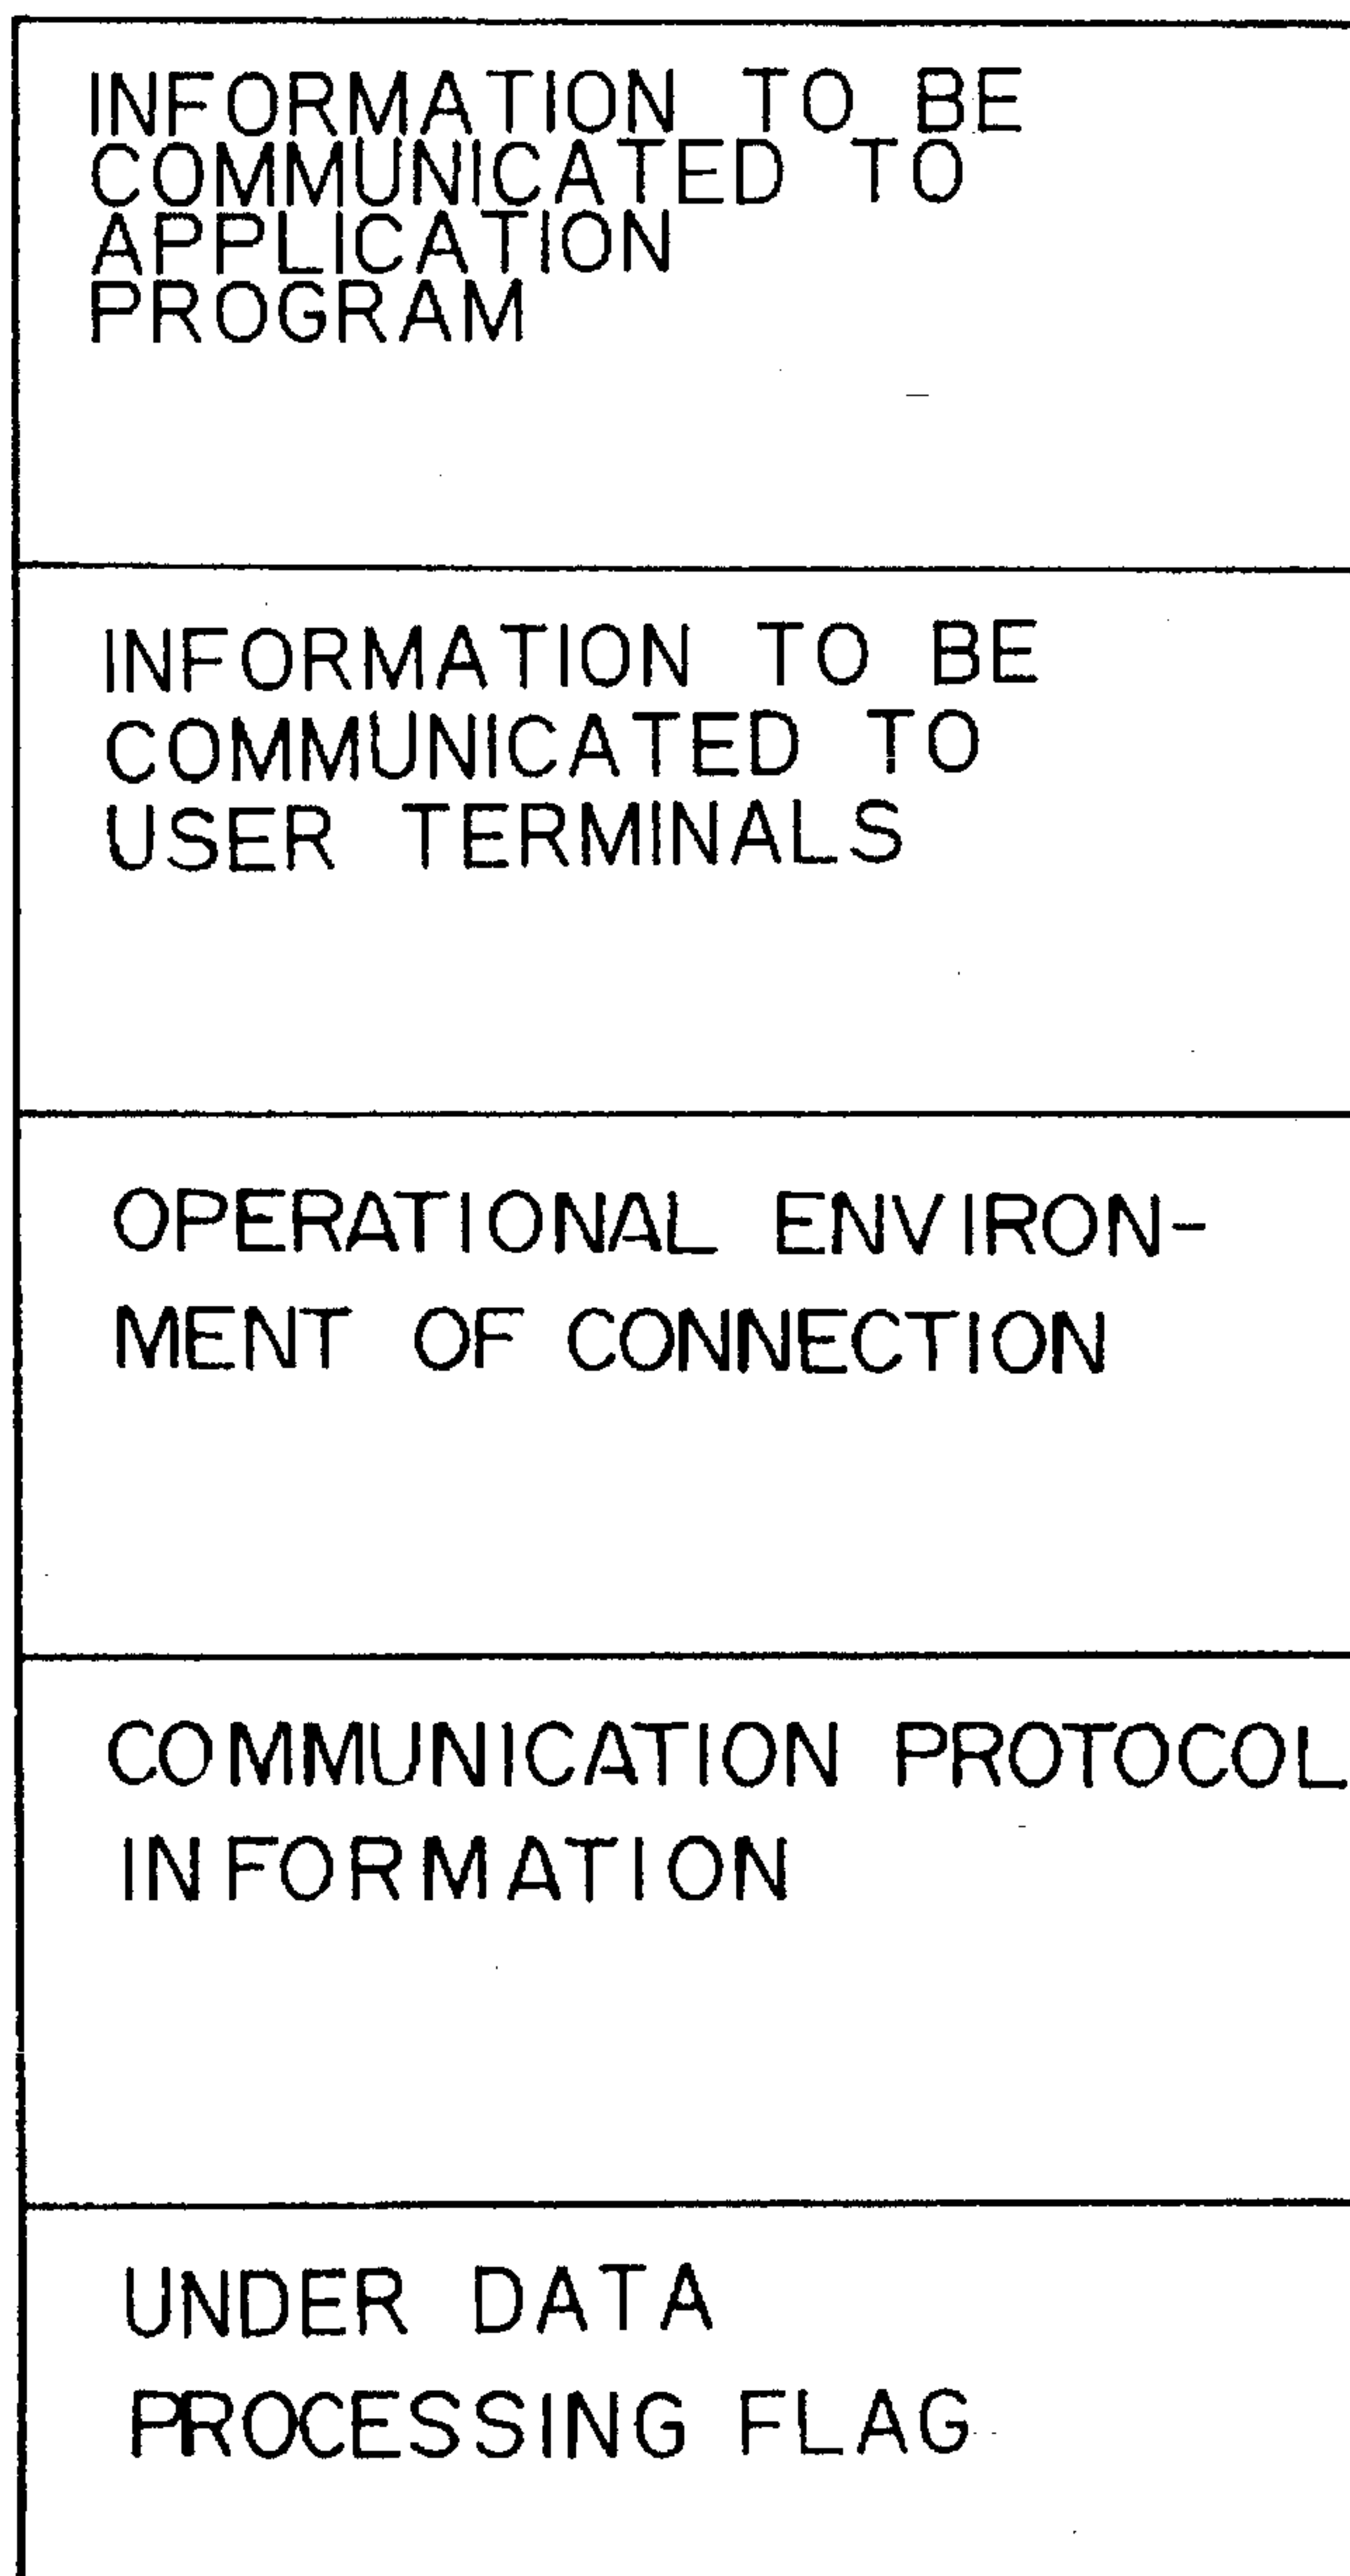 INFORMATION TO BE
COMMUNICATED TO
APPLICATION
PROGRAM
INFORMATION TO BE
COMMUNICATED TO
USER TERMINALS
OPERATIONAL ENVIRON-
MENT OF CONNECTION
COMMUNICATION PROTOCOL
INFORMATION
UNDER DATA
PROCESSING FLAG